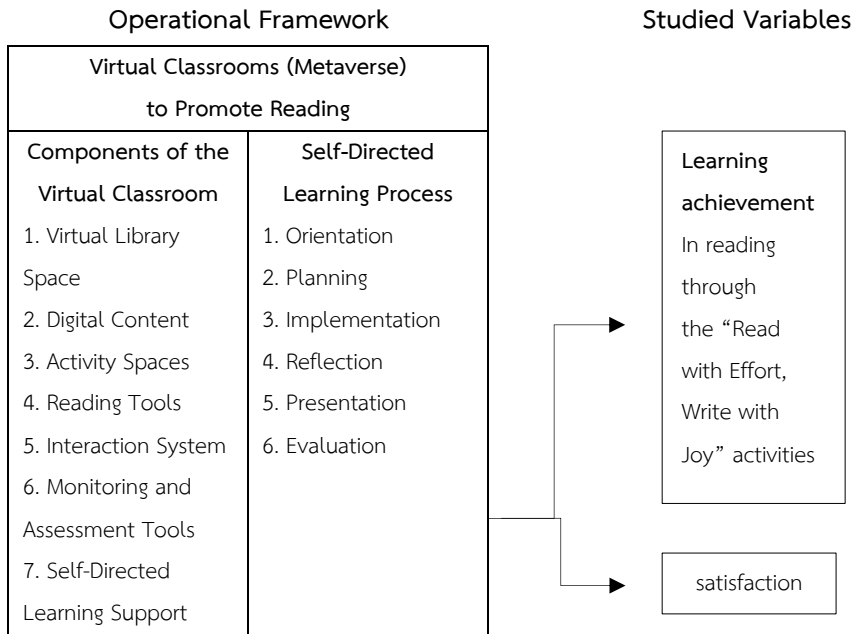 Operational Framework
Studied Variables
Virtual Classrooms (Metaverse)
to Promote Reading
Components of the
Virtual Classroom
1. Virtual Library
Space
2. Digital Content
3. Activity Spaces
4. Reading Tools
5. Interaction System
6. Monitoring and
Assessment Tools
7. Self-Directed
Learning Support
Self-Directed
Learning Process
1. Orientation
2. Planning
3. Implementation
4. Reflection
5. Presentation
6. Evaluation
Learning
achievement
In reading
through
the “Read
with Effort,
Write with
Joy” activities
satisfaction